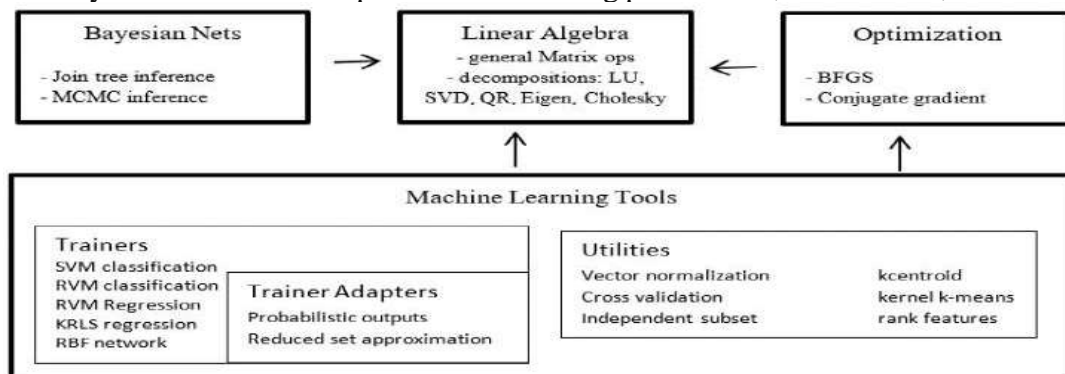 Bayesian Nets
- Join tree inference
- MCMC inference
Linear Algebra
- general Matrix ops
- decompositions: LU,
SVD, QR, Eigen, Cholesky
Optimization
- BFGS
- Conjugate gradient
Machine Learning Tools
Trainers
SVM classification
RVM classification
RVM Regression
KRLS regression
RBF network
Trainer Adapters
Probabilistic outputs
Reduced set approximation
Utilities
Vector normalization kcentroid
Cross validation kernel k-means
Independent subset rank features